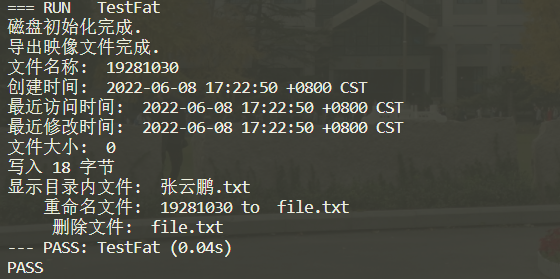 === RUN   TestFat
磁盘初始化完成.
导出映像文件完成.
文件名称:  19281030
创建时间:  2022-06-08 17:22:50 +0800 CST
最近访问时间:  2022-06-08 17:22:50 +0800 CST
最近修改时间:  2022-06-08 17:22:50 +0800 CST
文件大小:  0
写入 18 字节
显示目录内文件:  张云鹏.txt
重命名文件:  19281030 to  file.txt
删除文件:  file.txt
--- PASS: TestFat (0.04s)
PASS